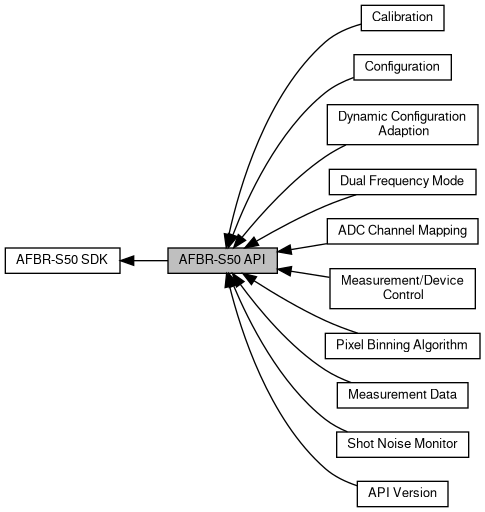 Calibration
Configuration
Dynamic Configuration
Adaption
Dual Frequency Mode
ADC Channel Mapping
AFBR-S50 SDK
AFBR-S50 API
Measurement/Device
Control
Pixel Binning Algorithm
Measurement Data
Shot Noise Monitor
API Version